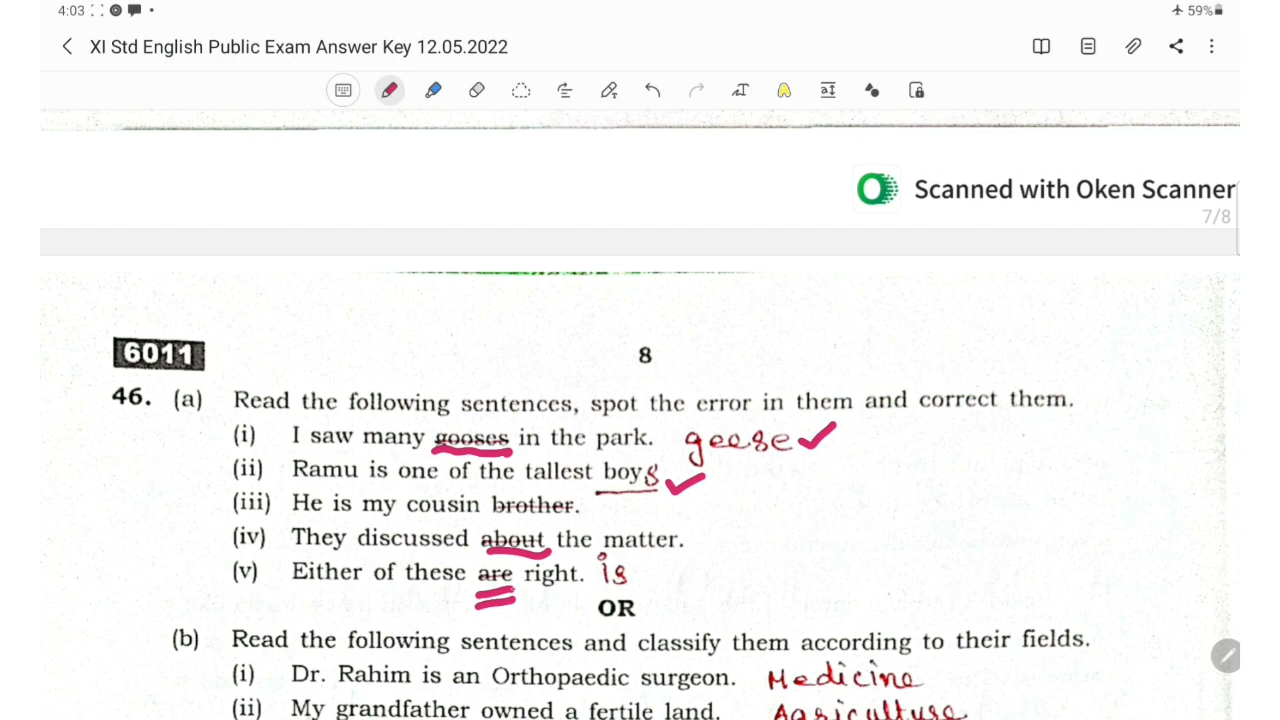 4:03
59%
XI Std English Public Exam Answer Key 12.05.2022
Scanned with Oken Scanner
7/8
6011
8
46. (a) Read the following sentences, spot the error in them and correct them.
(i) I saw many gooses in the park. geese
(ii) Ramu is one of the tallest boys
(iii) He is my cousin brother.
(iv) They discussed about the matter.
(v) Either of these are right. is
OR
(b) Read the following sentences and classify them according to their fields.
(i) Dr. Rahim is an Orthopaedic surgeon. Medicine
(ii) My grandfather owned a fertile land. Agriculture